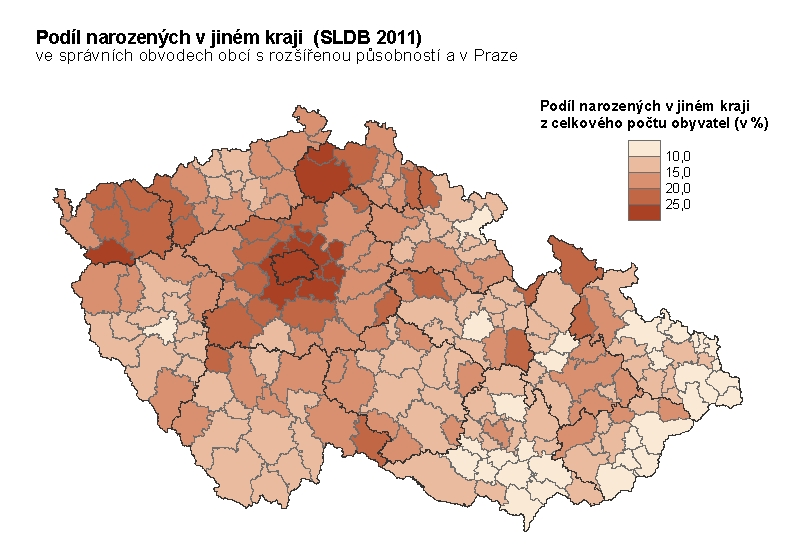 Podíl narozených v jiném kraji (SLDB 2011)
ve správních obvodech obcí s rozšířenou působností a v Praze
Podíl narozených v jiném kraji
z celkového počtu obyvatel (v %)
10,0
15,0
20,0
25,0